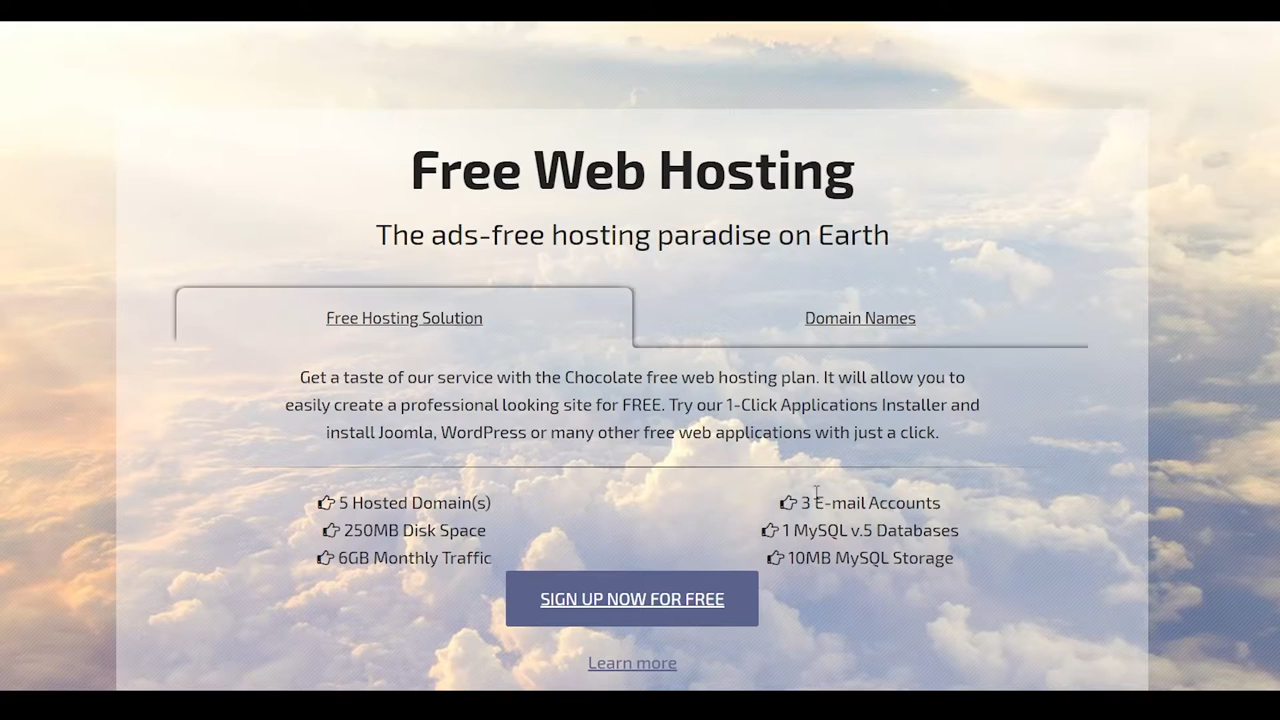 Free Web Hosting
The ads-free hosting paradise on Earth
Free Hosting Solution
Domain Names
Get a taste of our service with the Chocolate free web hosting plan. It will allow you to
easily create a professional looking site for FREE. Try our 1-Click Applications Installer and
install Joomla, WordPress or many other free web applications with just a click.
5 Hosted Domain(s)
250MB Disk Space
6GB Monthly Traffic
3 E-mail Accounts
1 MySQL v.5 Databases
10MB MySQL Storage
SIGN UP NOW FOR FREE
Learn more